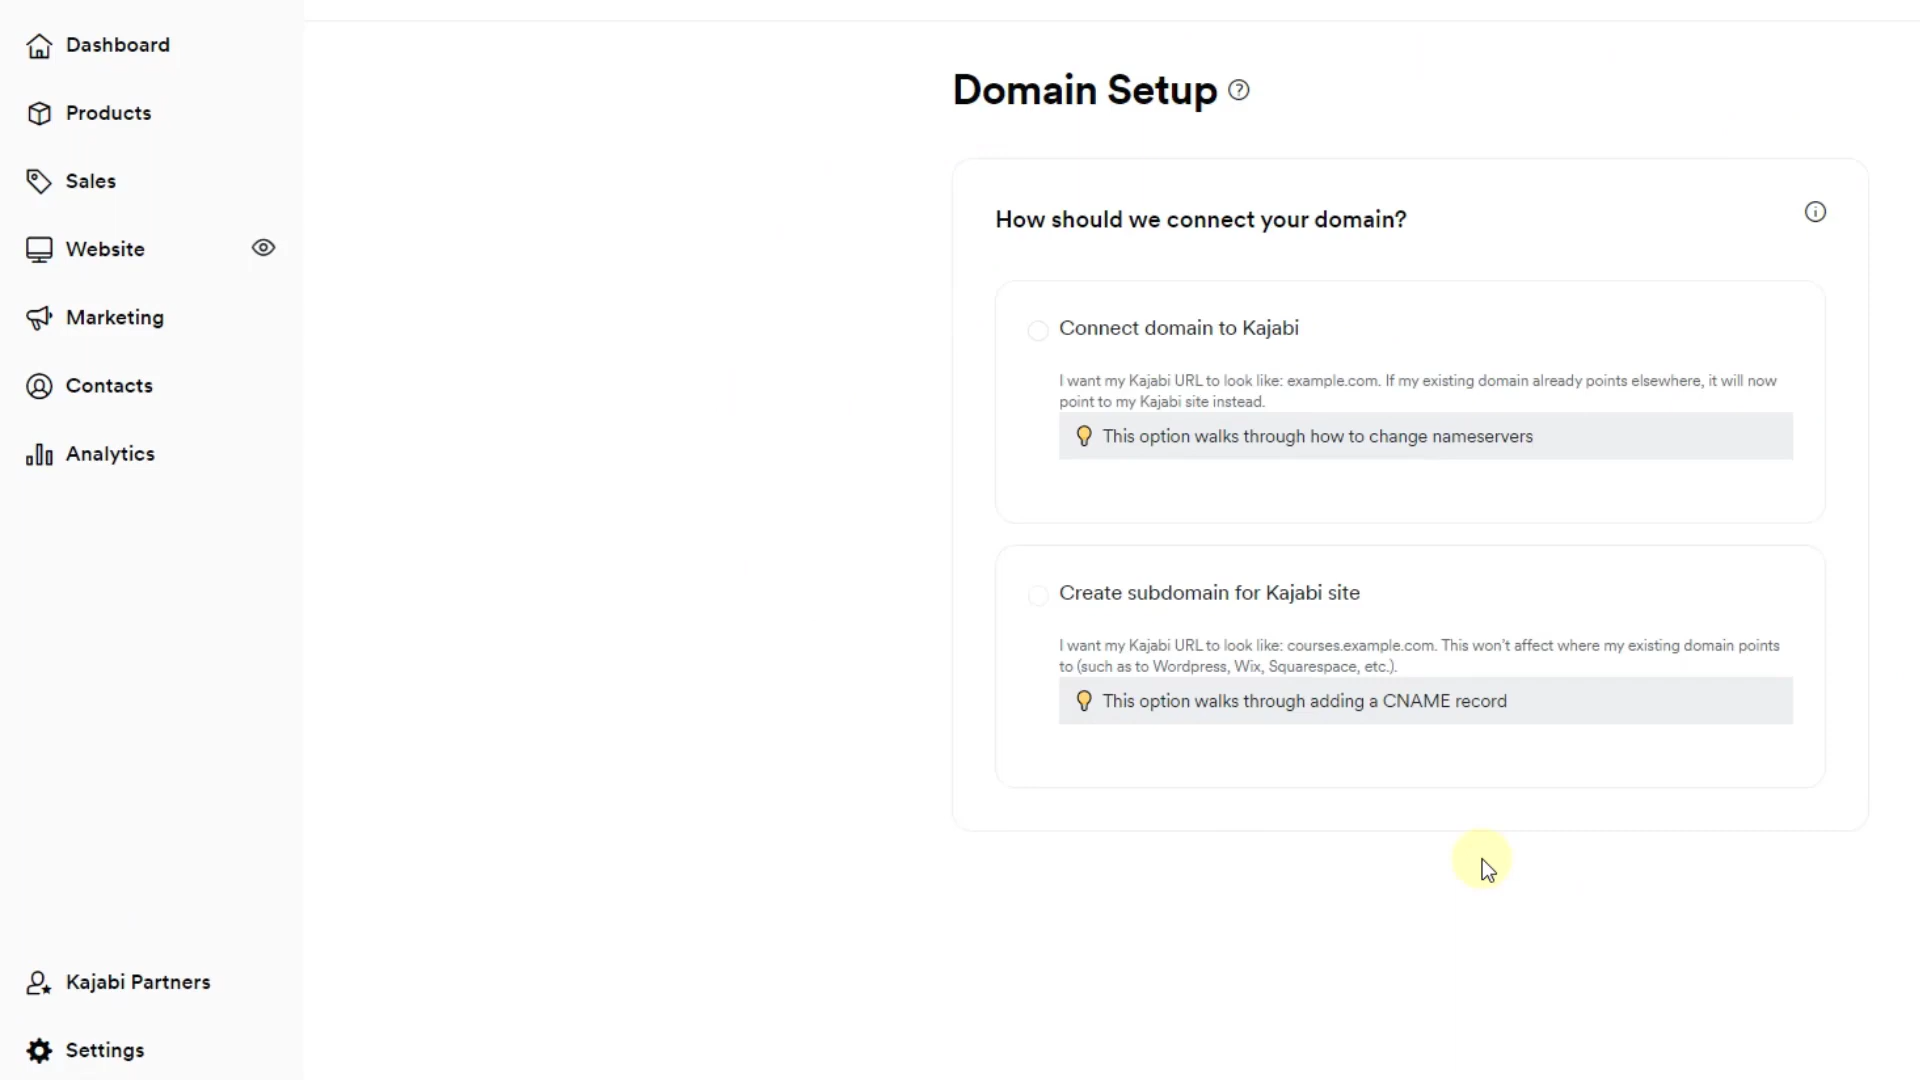 Dashboard
Products
Sales
Website
Marketing
Contacts
Analytics
Kajabi Partners
Settings
Domain Setup
How should we connect your domain?
Connect domain to Kajabi
I want my Kajabi URL to look like: example.com. If my existing domain already points elsewhere, it will now
point to my Kajabi site instead.
This option walks through how to change nameservers
Create subdomain for Kajabi site
I want my Kajabi URL to look like: courses.example.com. This won’t affect where my existing domain points
to (such as to Wordpress, Wix, Squarespace, etc.).
This option walks through adding a CNAME record